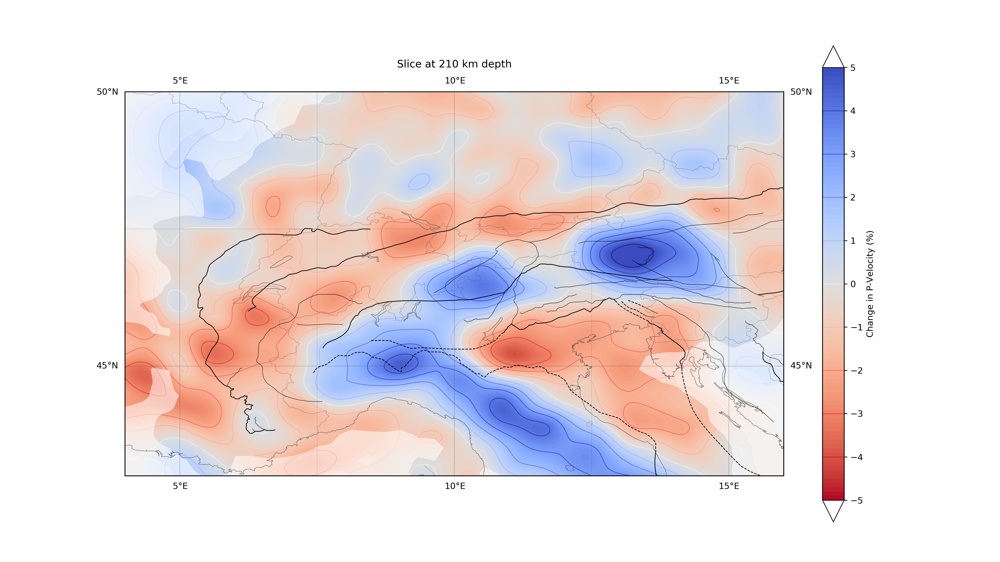 Slice at 210 km depth
5°E 10°E 15°E
50°N 50°N
45°N 45°N
5°E 10°E 15°E
5
4
3
2
1
0
−1
−2
−3
−4
−5
Change in P-Velocity (%)